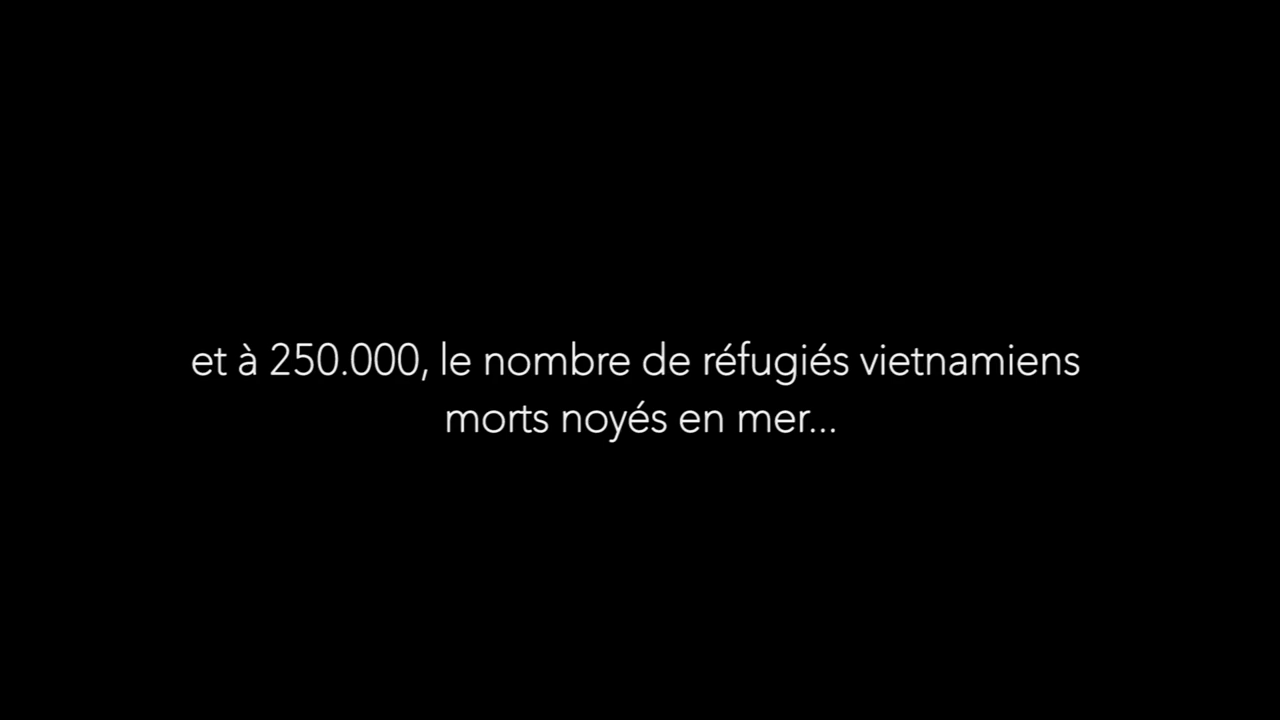 et à 250.000, le nombre de réfugiés vietnamiens
morts noyés en mer...